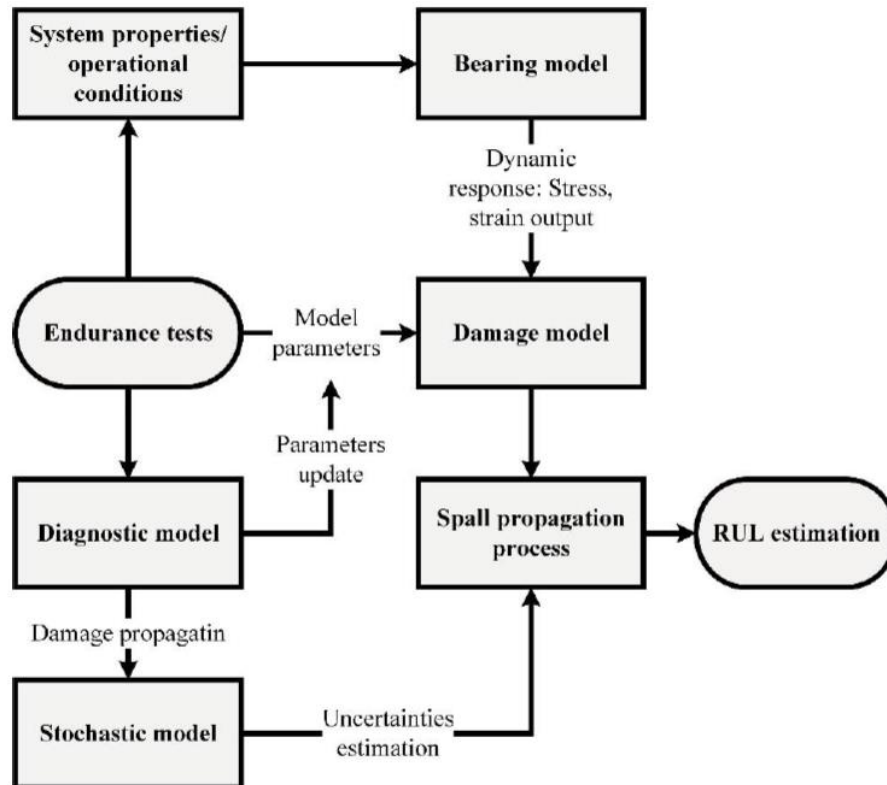 System properties/
operational
conditions
Bearing model
Dynamic
response: Stress,
strain output
Endurance tests
Model
parameters
Damage model
Parameters
update
Diagnostic model
Spall propagation
process
RUL estimation
Damage propagatin
Stochastic model
Uncertainties
estimation